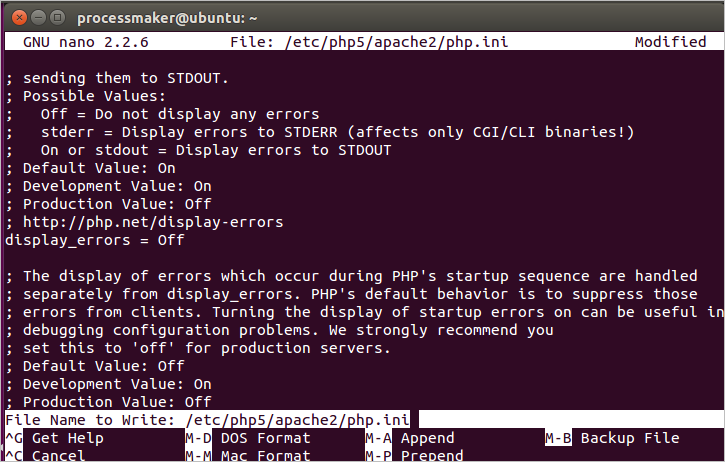 processmaker@ubuntu: ~
GNU nano 2.2.6 File: /etc/php5/apache2/php.ini Modified
; sending them to STDOUT.
; Possible Values:
;   Off = Do not display any errors
;   stderr = Display errors to STDERR (affects only CGI/CLI binaries!)
;   On or stdout = Display errors to STDOUT
; Default Value: On
; Development Value: On
; Production Value: Off
; http://php.net/display-errors
display_errors = Off
; The display of errors which occur during PHP's startup sequence are handled
; separately from display_errors. PHP's default behavior is to suppress those
; errors from clients. Turning the display of startup errors on can be useful in
; debugging configuration problems. We strongly recommend you
; set this to 'off' for production servers.
; Default Value: Off
; Development Value: On
; Production Value: Off
File Name to Write: /etc/php5/apache2/php.ini
^G Get Help M-D DOS Format M-A Append M-B Backup File
^C Cancel M-M Mac Format M-P Prepend